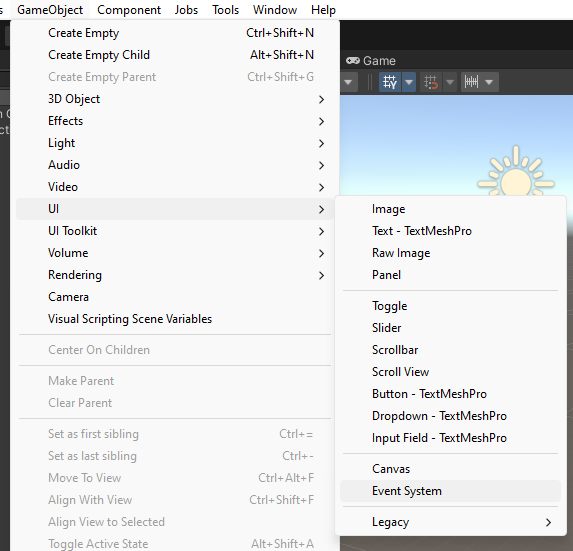 GameObject Component Jobs Tools Window Help
Create Empty Ctrl+Shift+N
Create Empty Child Alt+Shift+N
Create Empty Parent Ctrl+Shift+G
3D Object
Effects
Light
Audio
Video
UI
UI Toolkit
Volume
Rendering
Camera
Visual Scripting Scene Variables
Center On Children
Make Parent
Clear Parent
Set as first sibling Ctrl+=
Set as last sibling Ctrl+-
Move To View Ctrl+Alt+F
Align With View Ctrl+Shift+F
Align View to Selected
Toggle Active State Alt+Shift+A
Game
Image
Text - TextMeshPro
Raw Image
Panel
Toggle
Slider
Scrollbar
Scroll View
Button - TextMeshPro
Dropdown - TextMeshPro
Input Field - TextMeshPro
Canvas
Event System
Legacy